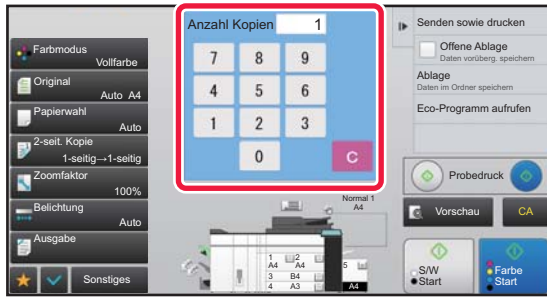 Farbmodus
Vollfarbe
Original
Auto A4
Papierwahl
Auto
2-seit. Kopie
1-seitig→1-seitig
Zoomfaktor
100%
Belichtung
Auto
Ausgabe
Sonstiges
Anzahl Kopien 1
7 8 9
4 5 6
1 2 3
0 C
Normal 1
A4
1 2
A4 A4
3 B4
4 A3
5
A4
Senden sowie drucken
Offene Ablage
Daten vorüberg. speichern
Ablage
Daten im Ordner speichern
Eco-Programm aufrufen
Probedruck
Vorschau CA
S/W
Start
Farbe
Start